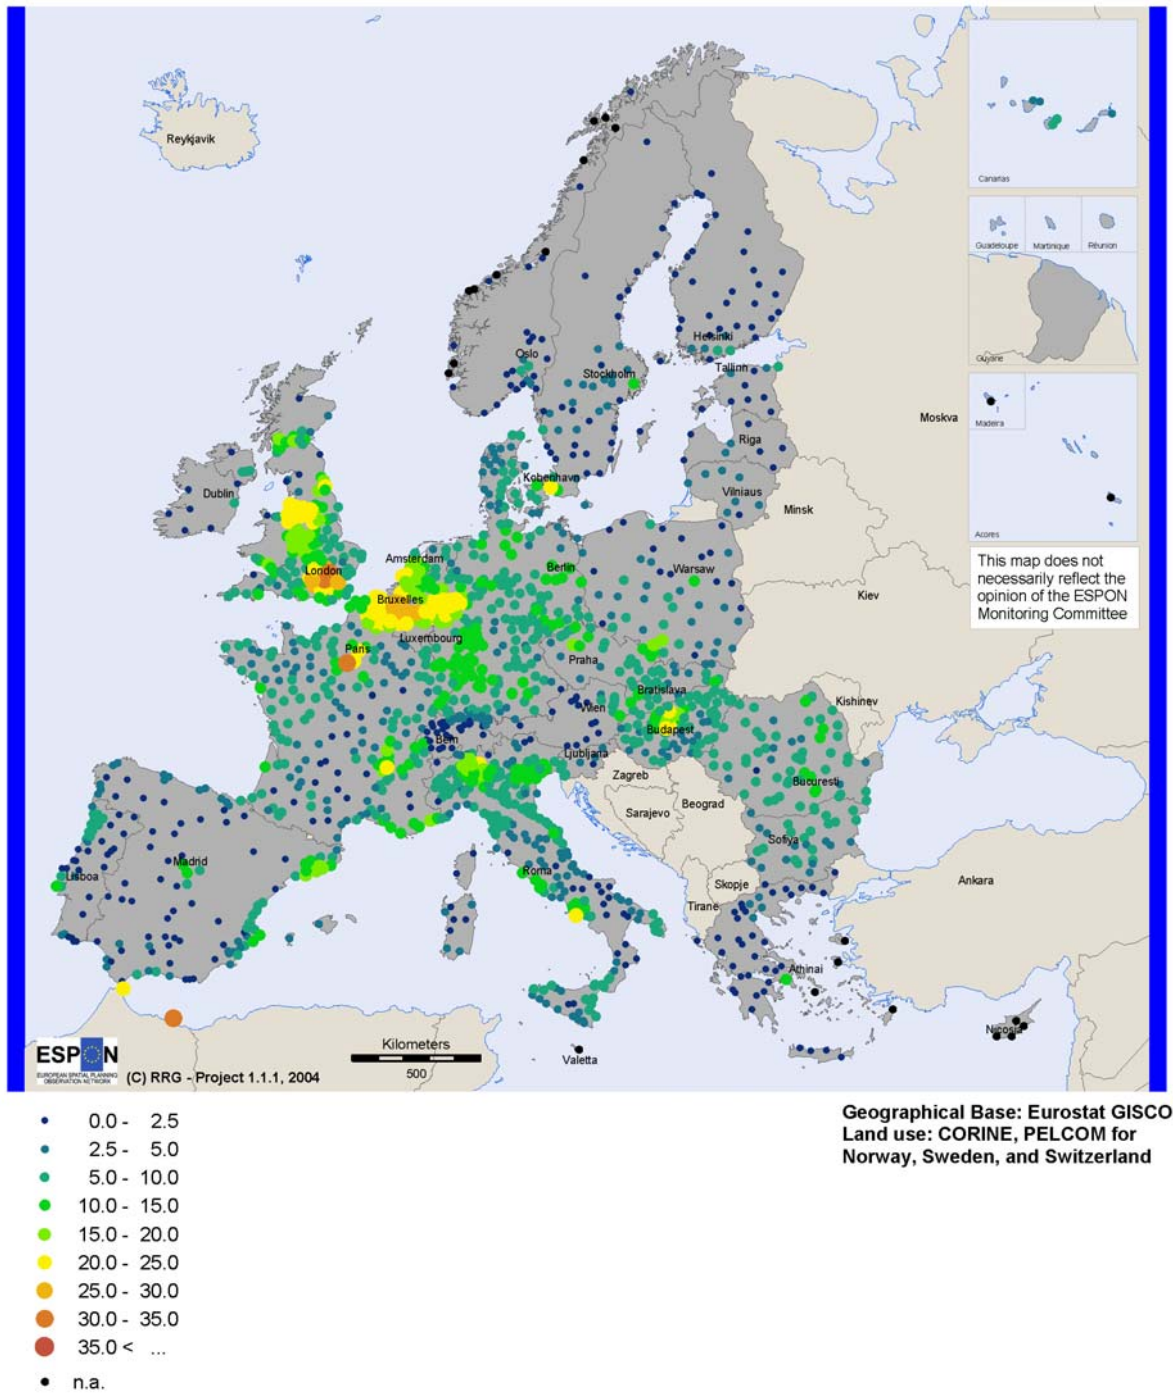 Reykjavik
Canarias
Guadeloupe
Martinique
Réunion
Guyane
Madeira
Acores
This map does not
necessarily reflect the
opinion of the ESPON
Monitoring Committee
Helsinki
Oslo
Tallinn
Stockholm
Moskva
Riga
Kobenhavn
Dublin
Vilniaus
Minsk
Amsterdam
London
Berlin
Warsaw
Bruxelles
Kiev
Luxembourg
Paris
Praha
Bratislava
Kishinev
Wien
Budapest
Bern
Ljubljana
Zagreb
Bucuresti
Beograd
Sarajevo
Sofiya
Madrid
Roma
Lisboa
Skopje
Ankara
Tirane
Athinai
Nicosia
Valetta
Kilometers
500
ESPON
EUROPEAN SPATIAL PLANNING
OBSERVATION NETWORK
(C) RRG - Project 1.1.1, 2004
0.0 - 2.5
2.5 - 5.0
5.0 - 10.0
10.0 - 15.0
15.0 - 20.0
20.0 - 25.0
25.0 - 30.0
30.0 - 35.0
35.0 < ...
n.a.
Geographical Base: Eurostat GISCO
Land use: CORINE, PELCOM for
Norway, Sweden, and Switzerland